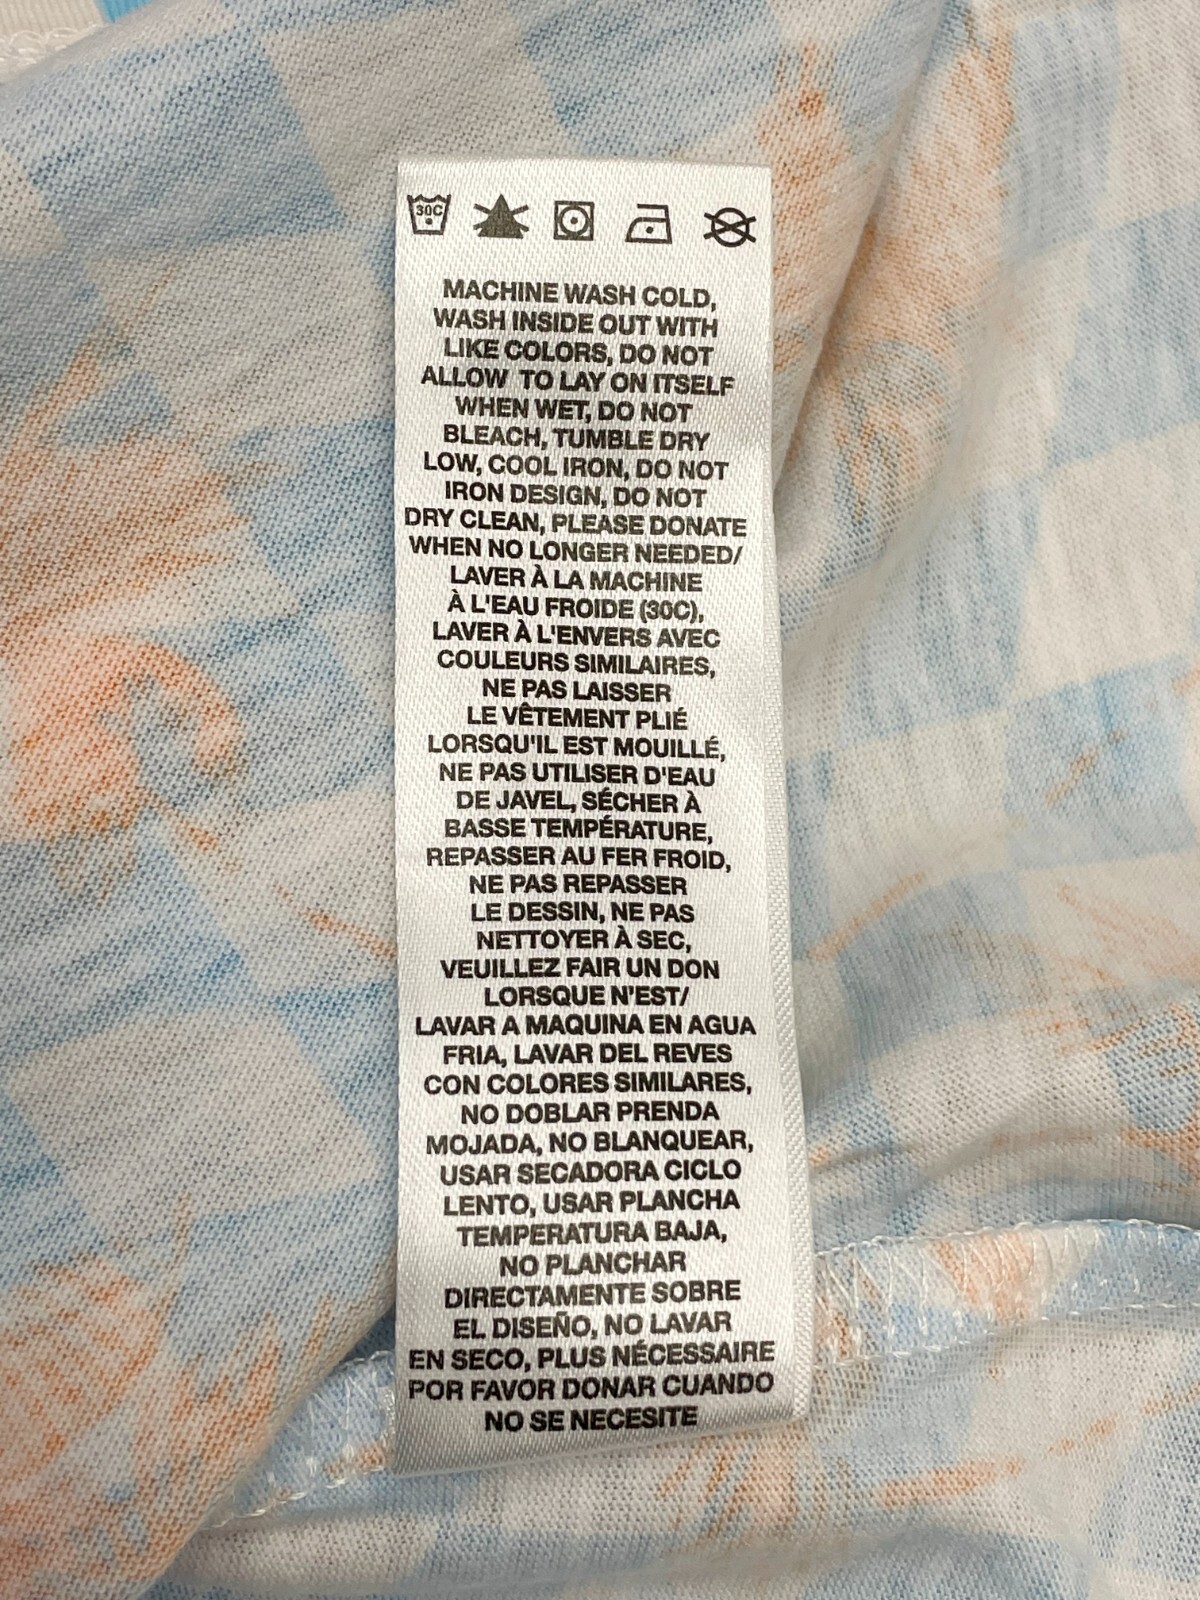 30C
MACHINE WASH COLD,
WASH INSIDE OUT WITH
LIKE COLORS, DO NOT
ALLOW TO LAY ON ITSELF
WHEN WET, DO NOT
BLEACH, TUMBLE DRY
LOW, COOL IRON, DO NOT
IRON DESIGN, DO NOT
DRY CLEAN, PLEASE DONATE
WHEN NO LONGER NEEDED/
LAVER À LA MACHINE
À L'EAU FROIDE (30C),
LAVER À L'ENVERS AVEC
COULEURS SIMILAIRES,
NE PAS LAISSER
LE VÊTEMENT PLIÉ
LORSQU'IL EST MOUILLÉ,
NE PAS UTILISER D'EAU
DE JAVEL, SÉCHER À
BASSE TEMPÉRATURE,
REPASSER AU FER FROID,
NE PAS REPASSER
LE DESSIN, NE PAS
NETTOYER À SEC,
VEUILLEZ FAIR UN DON
LORSQUE N'EST/
LAVAR A MAQUINA EN AGUA
FRIA, LAVAR DEL REVES
CON COLORES SIMILARES,
NO DOBLAR PRENDA
MOJADA, NO BLANQUEAR,
USAR SECADORA CICLO
LENTO, USAR PLANCHA
TEMPERATURA BAJA,
NO PLANCHAR
DIRECTAMENTE SOBRE
EL DISEÑO, NO LAVAR
EN SECO, PLUS NÉCESSAIRE
POR FAVOR DONAR CUANDO
NO SE NECESITE